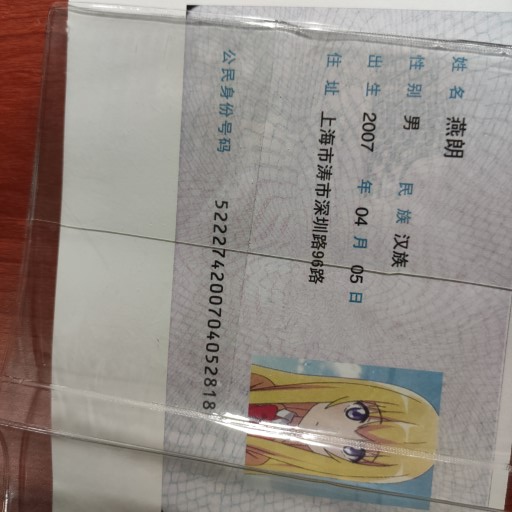 姓名 燕朗
性别 男 民族 汉族
出生 2007 年 04 月 05 日
住址 上海市涛市深圳路96路
公民身份号码 522274200704052818